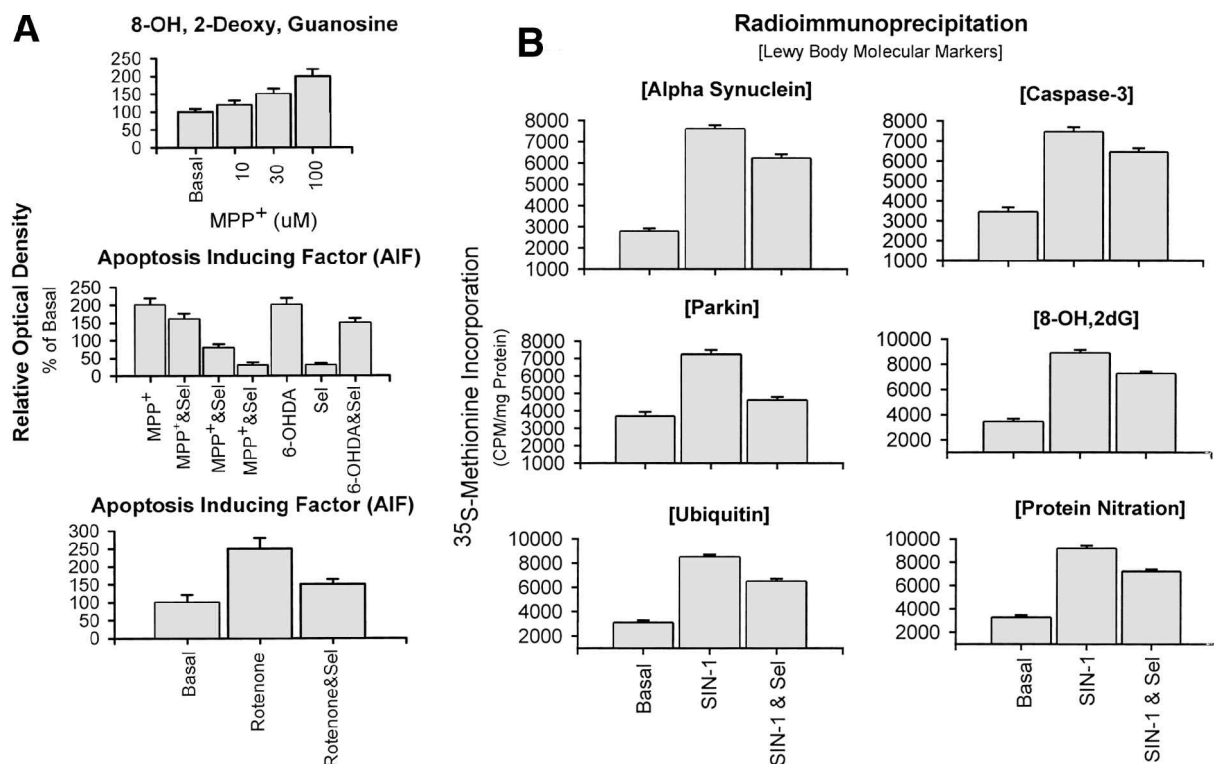 A
8-OH, 2-Deoxy, Guanosine
250
200
150
100
50
0
Basal
10
30
100
MPP+ (uM)
Relative Optical Density
% of Basal
Apoptosis Inducing Factor (AIF)
250
200
150
100
50
0
MPP+
MPP+&Sel
MPP+&Sel
MPP+&Sel
6-OHDA
Sel
6-OHDA&Sel
Apoptosis Inducing Factor (AIF)
300
250
200
150
100
50
0
Basal
Rotenone
Rotenone&Sel
B
Radioimmunoprecipitation
[Lewy Body Molecular Markers]
35S-Methionine Incorporation
(CPM/mg Protein)
[Alpha Synuclein]
8000
7000
6000
5000
4000
3000
2000
1000
[Caspase-3]
8000
7000
6000
5000
4000
3000
2000
1000
[Parkin]
8000
7000
6000
5000
4000
3000
2000
1000
[8-OH,2dG]
10000
8000
6000
4000
2000
[Ubiquitin]
10000
8000
6000
4000
2000
Basal
SIN-1
SIN-1 & Sel
[Protein Nitration]
10000
8000
6000
4000
2000
Basal
SIN-1
SIN-1 & Sel